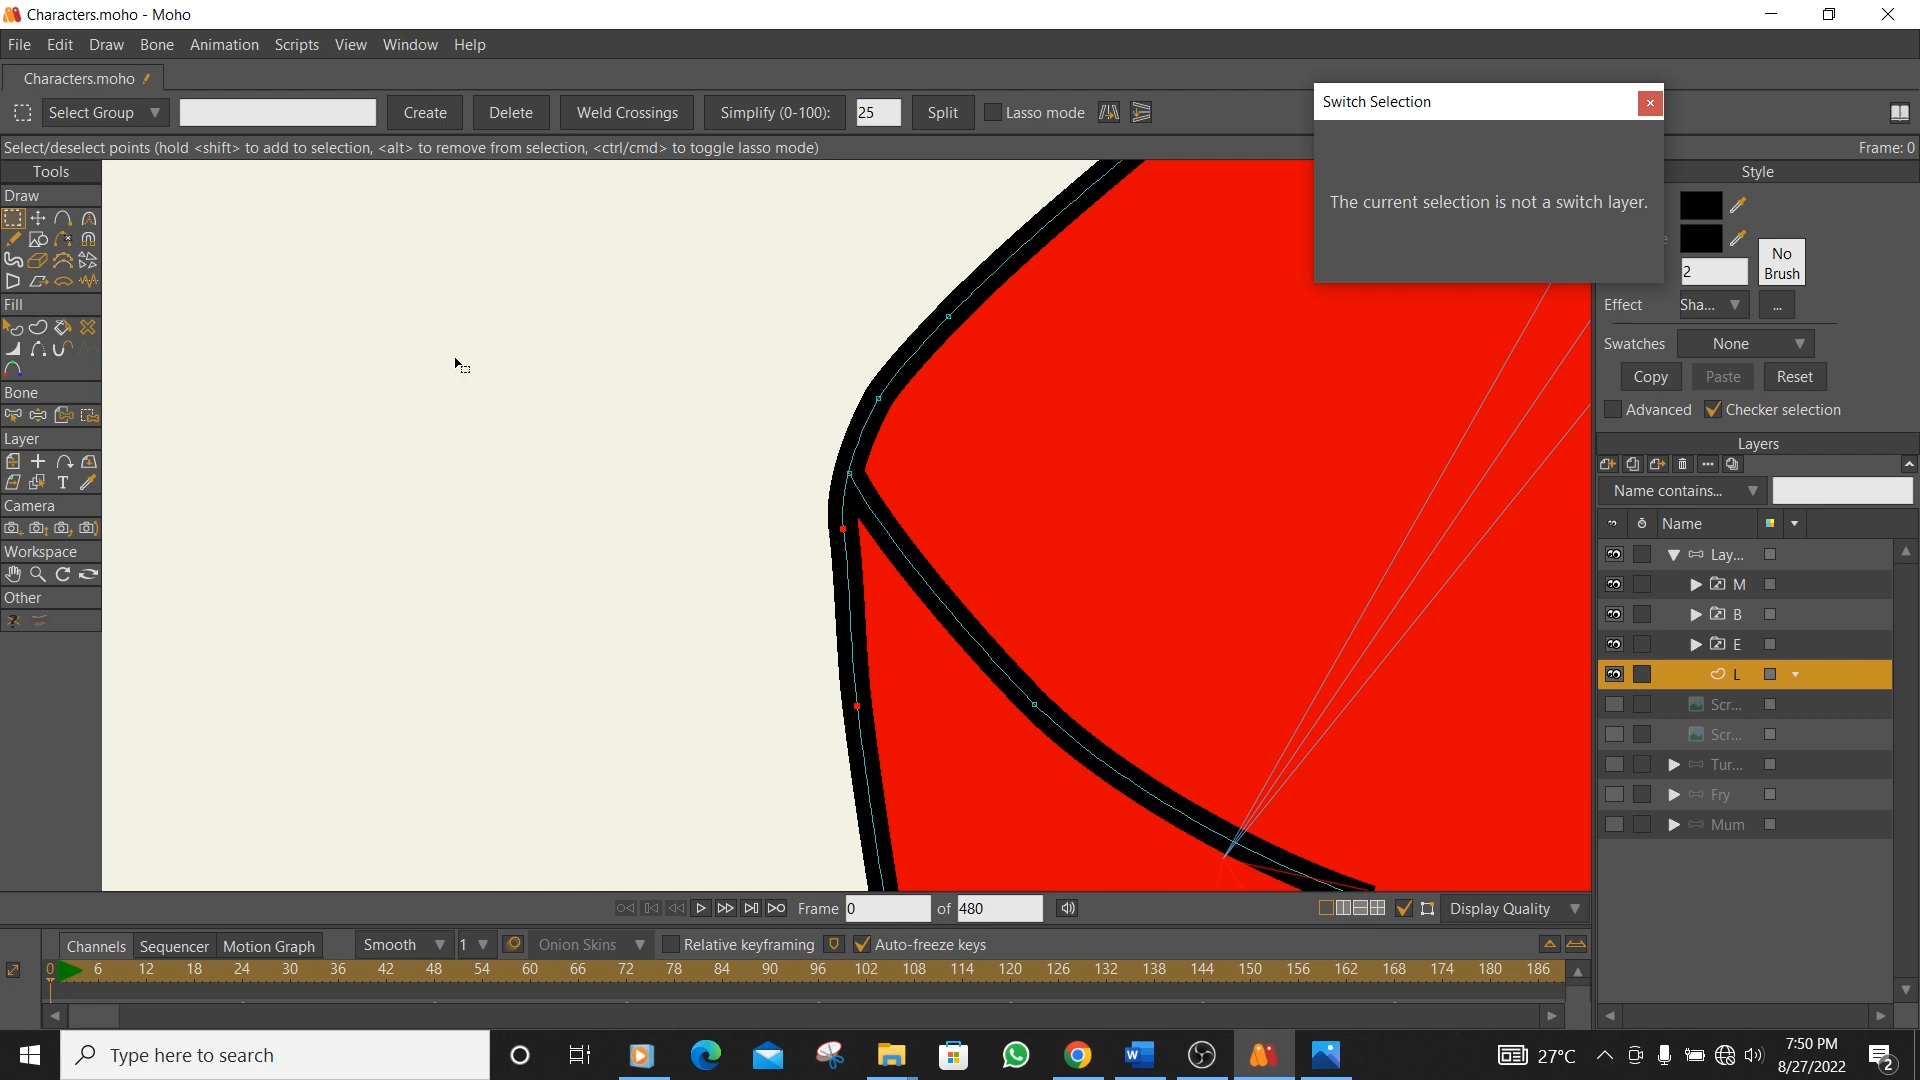 Characters.moho - Moho
File Edit Draw Bone Animation Scripts View Window Help
Characters.moho
Select Group Create Delete Weld Crossings Simplify (0-100): 25 Split Lasso mode
Switch Selection
The current selection is not a switch layer.
Select/deselect points (hold <shift> to add to selection, <alt> to remove from selection, <ctrl/cmd> to toggle lasso mode)
Frame: 0
Tools
Draw
Fill
Bone
Layer
Camera
Workspace
Other
Style
2
No
Brush
Effect Sha... ...
Swatches None
Copy Paste Reset
Advanced Checker selection
Layers
Name contains...
Name
Lay...
M
B
E
L
Scr...
Scr...
Tur...
Fry
Mum
Frame 0 of 480 Display Quality
Channels Sequencer Motion Graph Smooth 1 Onion Skins Relative keyframing Auto-freeze keys
0 6 12 18 24 30 36 42 48 54 60 66 72 78 84 90 96 102 108 114 120 126 132 138 144 150 156 162 168 174 180 186
Type here to search
27°C
7:50 PM
8/27/2022
2